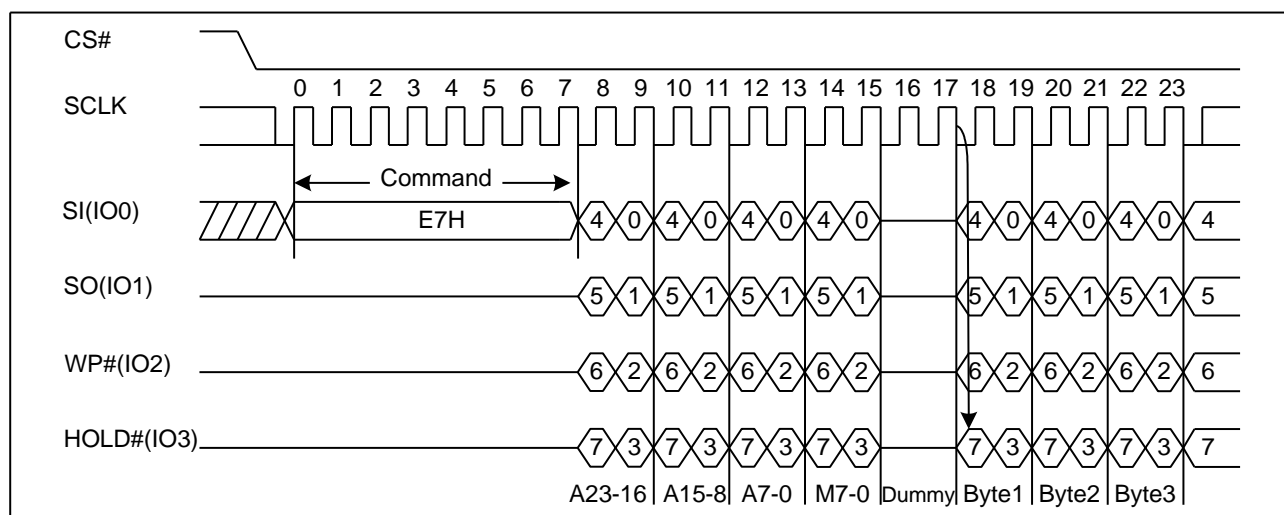 CS#
0 1 2 3 4 5 6 7 8 9 10 11 12 13 14 15 16 17 18 19 20 21 22 23
SCLK
Command
SI(IO0) E7H 4 0 4 0 4 0 4 0 4 0 4 0 4 0 4
SO(IO1) 5 1 5 1 5 1 5 1 5 1 5 1 5 1 5
WP#(IO2) 6 2 6 2 6 2 6 2 6 2 6 2 6 2 6
HOLD#(IO3) 7 3 7 3 7 3 7 3 7 3 7 3 7 3 7
A23-16 A15-8 A7-0 M7-0 Dummy Byte1 Byte2 Byte3